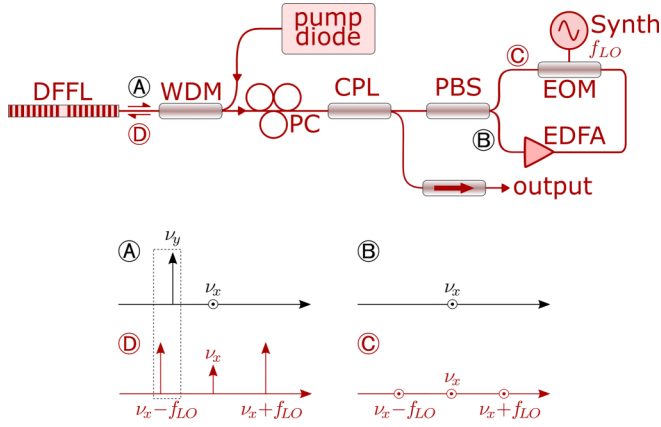 pump
diode
Synth
f_LO
DFFL
Ⓐ
Ⓓ
WDM
PC
CPL
PBS
Ⓒ
EOM
Ⓑ
EDFA
output
Ⓐ
ν_y
ν_x
Ⓑ
ν_x
Ⓓ
ν_x
ν_x−f_LO
ν_x+f_LO
Ⓒ
ν_x
ν_x−f_LO
ν_x+f_LO